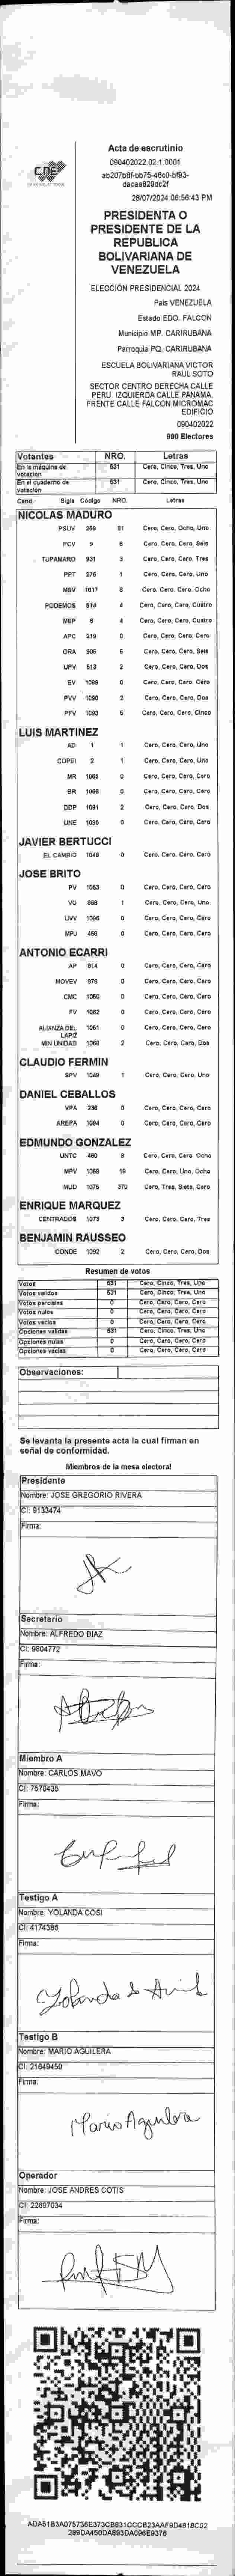 Acta de escrutinio
090402022.02.1.0001
dacaa829dc2f
28/07/2024 06:56:43 PM
PRESIDENTA O
PRESIDENTE DE LA
REPUBLICA
BOLIVARIANA DE
VENEZUELA
ELECCIÓN PRESIDENCIAL 2024
Pais VENEZUELA
Estado EDO. FALCON
Municipio MP. CARIRUBANA
Parroquia PQ. CARIRUBANA
ESCUELA BOLIVARIANA VICTOR
RAUL SOTO
SECTOR CENTRO DERECHA CALLE
PERU IZQUIERDA CALLE PANAMA.
FRENTE CALLE FALCON MICROMAC
EDIFICIO
090402022
990 Electores
Votantes NRO. Letras
En la máquina de votación 531 Cero, Cinco, Tres, Uno
En el cuaderno de votación 531 Cero, Cinco, Tres, Uno
Cand. Sigla Código NRO. Letras
NICOLAS MADURO
PSUV 269 81 Cero, Cero, Ocho, Uno
PCV 9 6 Cero, Cero, Cero, Seis
TUPAMARO 931 3 Cero, Cero, Cero, Tres
PPT 276 1 Cero, Cero, Cero, Uno
MSV 1017 8 Cero, Cero, Cero, Ocho
PODEMOS 514 4 Cero, Cero, Cero, Cuatro
MEP 6 4 Cero, Cero, Cero, Cuatro
APC 219 0 Cero, Cero, Cero, Cero
ORA 906 6 Cero, Cero, Cero, Seis
UPV 513 2 Cero, Cero, Cero, Dos
EV 1089 0 Cero, Cero, Cero, Cero
PVV 1090 2 Cero, Cero, Cero, Dos
PFV 1093 5 Cero, Cero, Cero, Cinco
LUIS MARTINEZ
AD 1 1 Cero, Cero, Cero, Uno
COPEI 2 1 Cero, Cero, Cero, Uno
MR 1065 0 Cero, Cero, Cero, Cero
BR 1066 0 Cero, Cero, Cero, Cero
DDP 1091 2 Cero, Cero, Cero, Dos
UNE 1095 0 Cero, Cero, Cero, Cero
JAVIER BERTUCCI
EL CAMBIO 1048 0 Cero, Cero, Cero, Cero
JOSE BRITO
PV 1053 0 Cero, Cero, Cero, Cero
VU 868 1 Cero, Cero, Cero, Uno
UVV 1096 0 Cero, Cero, Cero, Cero
MPJ 458 0 Cero, Cero, Cero, Cero
ANTONIO ECARRI
AP 814 0 Cero, Cero, Cero, Cero
MOVEV 978 0 Cero, Cero, Cero, Cero
CMC 1050 0 Cero, Cero, Cero, Cero
FV 1082 0 Cero, Cero, Cero, Cero
ALIANZA DEL LAPIZ 1051 0 Cero, Cero, Cero, Cero
MIN UNIDAD 1068 2 Cero, Cero, Cero, Dos
CLAUDIO FERMIN
SPV 1049 1 Cero, Cero, Cero, Uno
DANIEL CEBALLOS
VPA 236 0 Cero, Cero, Cero, Cero
AREPA 1084 0 Cero, Cero, Cero, Cero
EDMUNDO GONZALEZ
UNTC 460 8 Cero, Cero, Cero, Ocho
MPV 1069 18 Cero, Cero, Uno, Ocho
MUD 1075 370 Cero, Tres, Siete, Cero
ENRIQUE MARQUEZ
CENTRADOS 1073 3 Cero, Cero, Cero, Tres
BENJAMIN RAUSSEO
CONDE 1092 2 Cero, Cero, Cero, Dos
Resumen de votos
Votos 531 Cero, Cinco, Tres, Uno
Votos validos 531 Cero, Cinco, Tres, Uno
Votos parciales 0 Cero, Cero, Cero, Cero
Votos nulos 0 Cero, Cero, Cero, Cero
Votos vacios 0 Cero, Cero, Cero, Cero
Opciones validas 531 Cero, Cinco, Tres, Uno
Opciones nulas 0 Cero, Cero, Cero, Cero
Opciones vacias 0 Cero, Cero, Cero, Cero
Observaciones:
Se levanta la presente acta la cual firman en
señal de conformidad.
Miembros de la mesa electoral
Presidente
Nombre: JOSE GREGORIO RIVERA
CI: 9133474
Firma:
Secretario
Nombre: ALFREDO DIAZ
CI: 9804772
Firma:
Miembro A
Nombre: CARLOS MAVO
CI: 7570435
Firma:
Testigo A
Nombre: YOLANDA COSI
CI: 4174386
Firma:
Yolanda
Testigo B
Nombre: MARIO AGUILERA
CI: 21649459
Firma:
Mario Aguilera
Operador
Nombre: JOSE ANDRES COTIS
CI: 22607034
Firma: